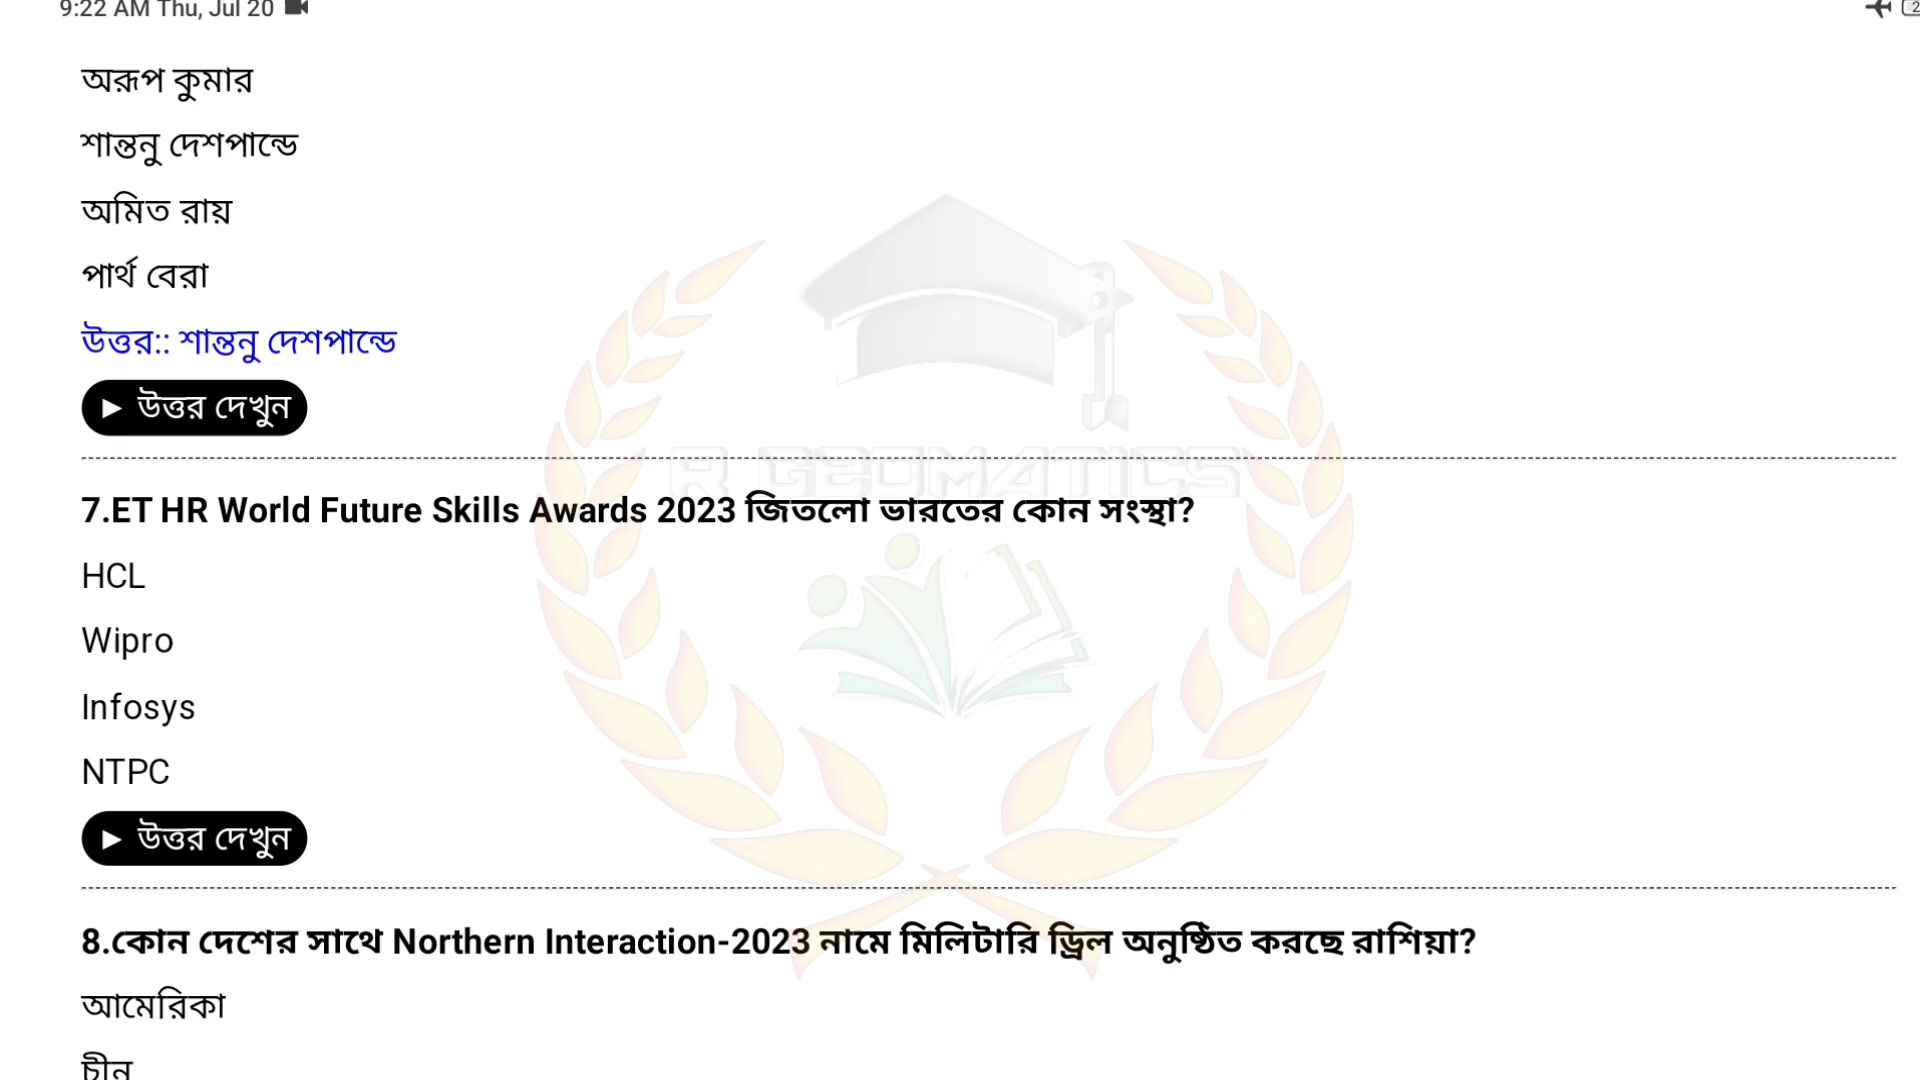 9:22 AM Thu, Jul 20
অরূপ কুমার
শান্তনু দেশপান্ডে
অমিত রায়
পার্থ বেরা
উত্তর:: শান্তনু দেশপান্ডে
► উত্তর দেখুন
R GEOMATICS
7.ET HR World Future Skills Awards 2023 জিতলো ভারতের কোন সংস্থা?
HCL
Wipro
Infosys
NTPC
► উত্তর দেখুন
8.কোন দেশের সাথে Northern Interaction-2023 নামে মিলিটারি ড্রিল অনুষ্ঠিত করছে রাশিয়া?
আমেরিকা
চীন